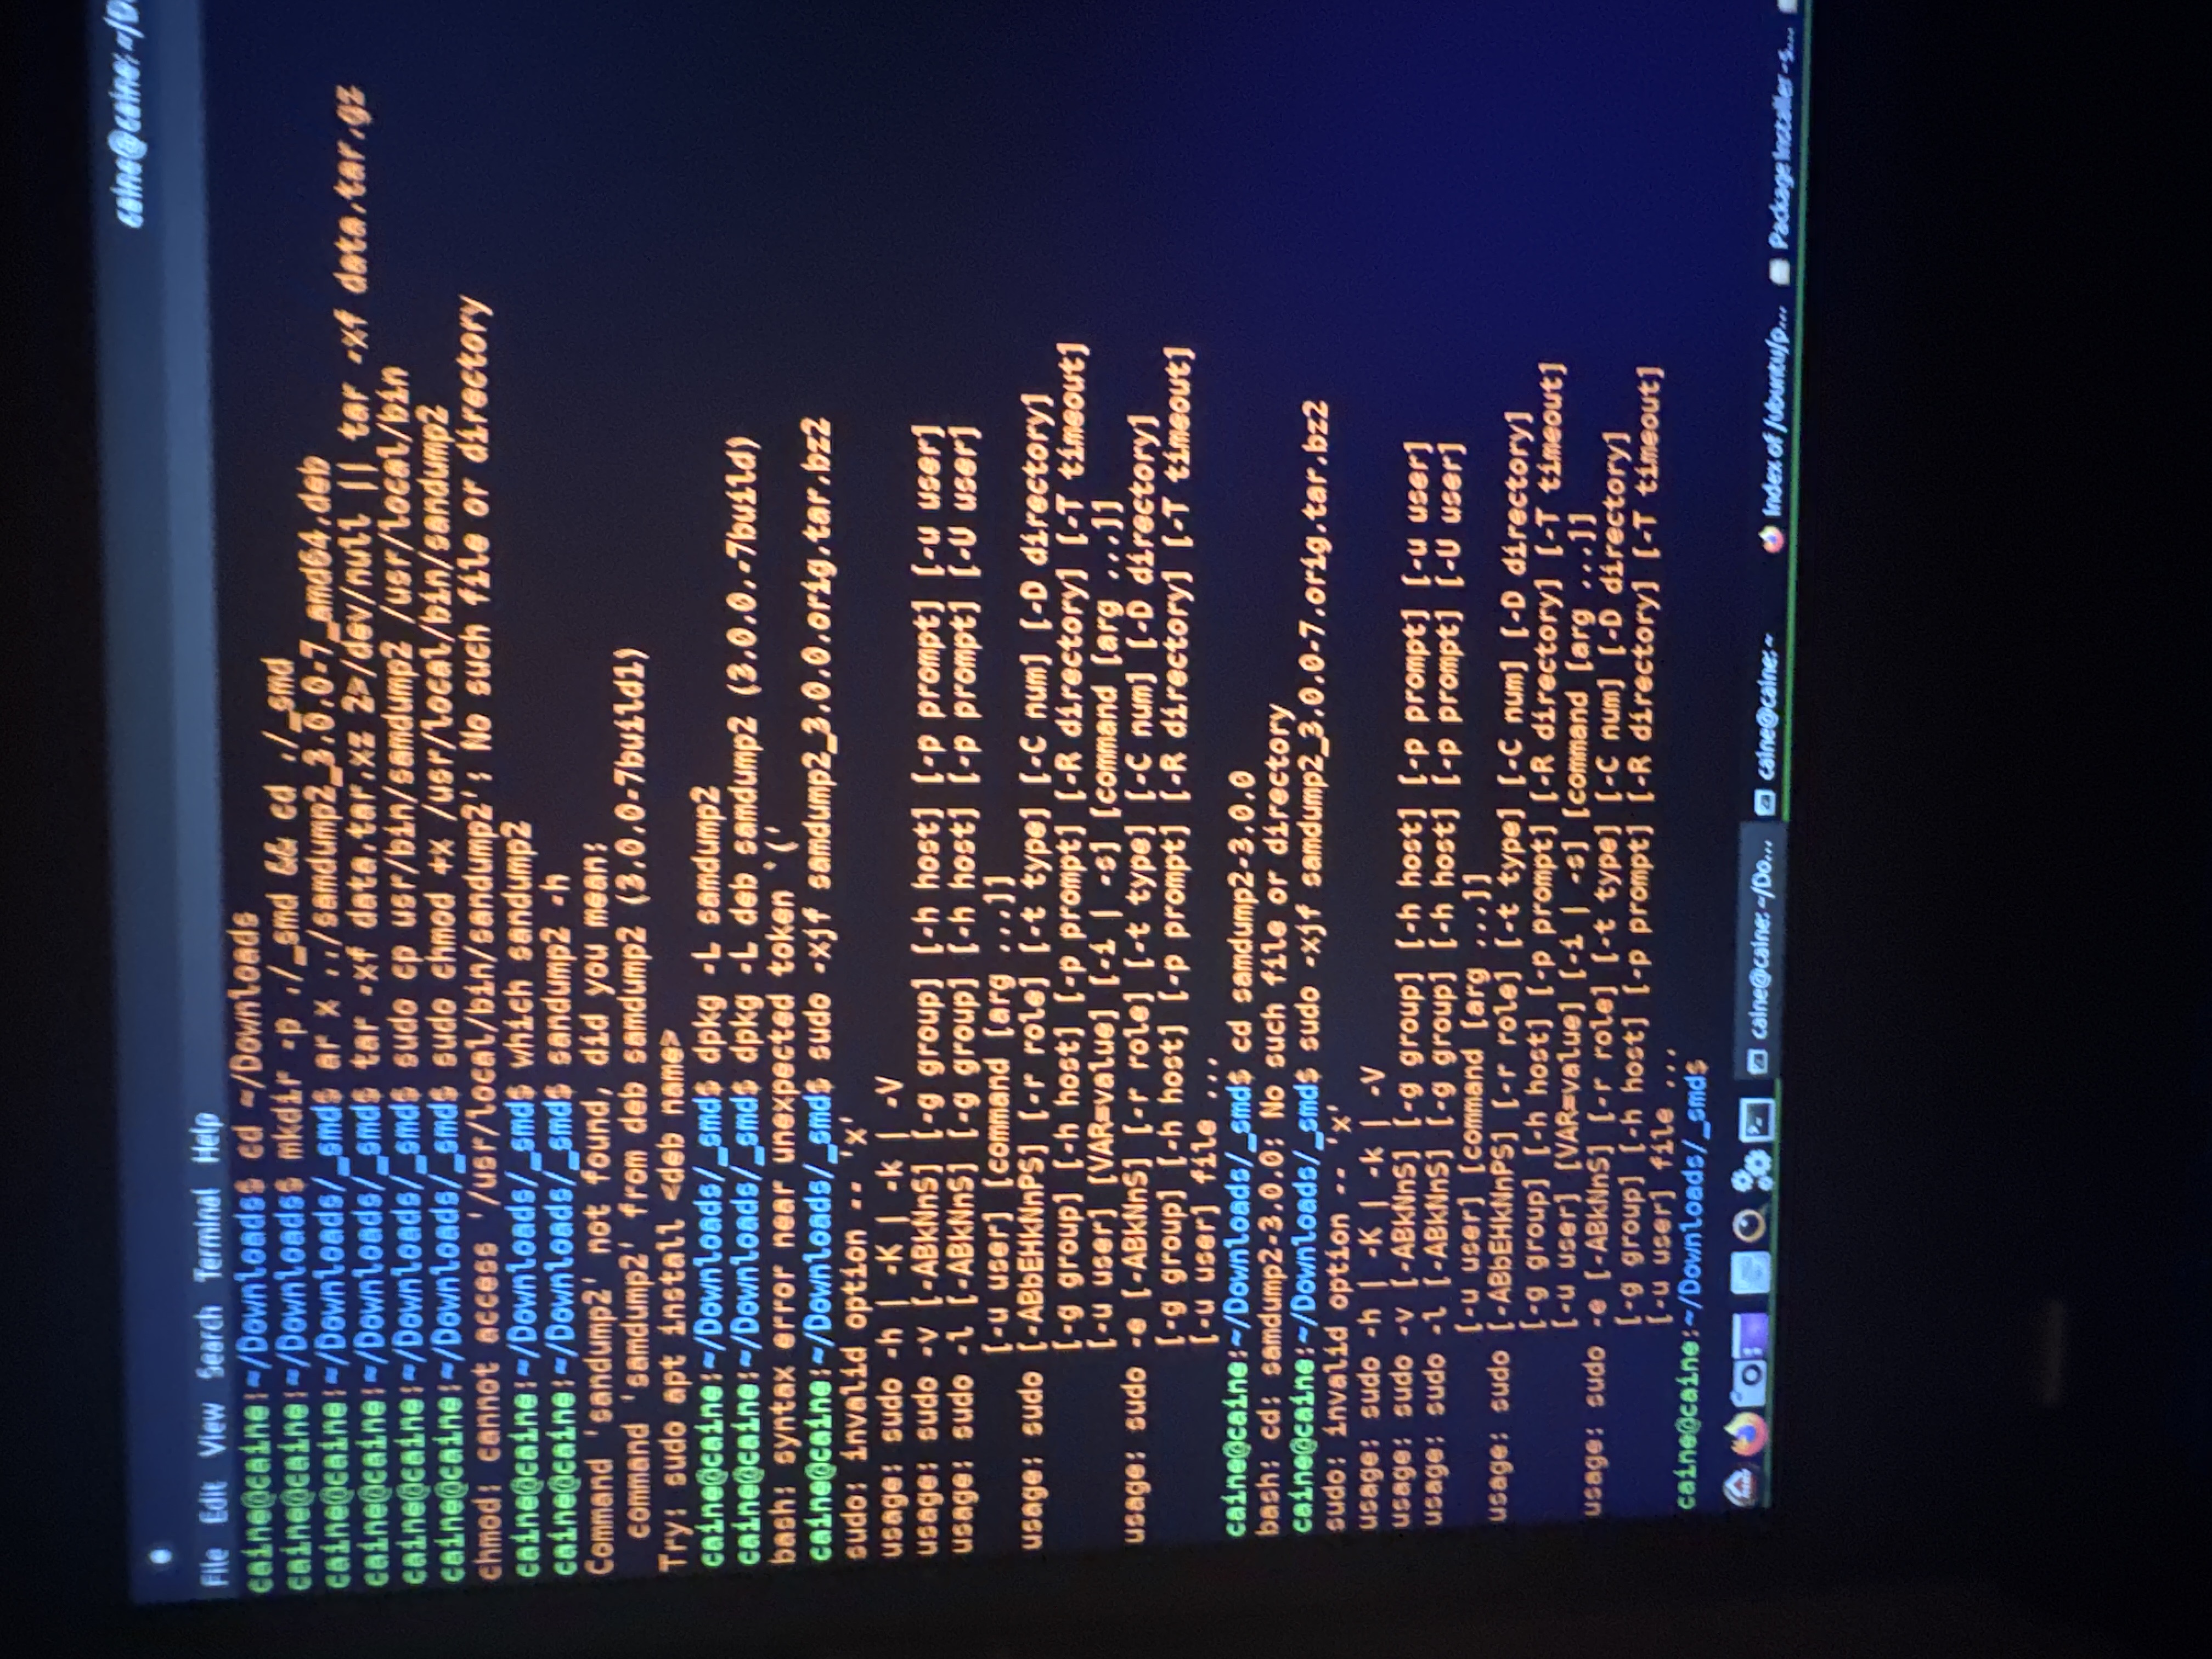 caine@caine: ~/D
File Edit View Search Terminal Help
caine@caine:~/Downloads$ cd ~/Downloads
caine@caine:~/Downloads$ mkdir -p ./_smd && cd ./_smd
caine@caine:~/Downloads/_smd$ ar x ../samdump2_3.0.0-7_amd64.deb
caine@caine:~/Downloads/_smd$ tar -xf data.tar.xz 2>/dev/null || tar -xf data.tar.gz
caine@caine:~/Downloads/_smd$ sudo cp usr/bin/samdump2 /usr/local/bin
caine@caine:~/Downloads/_smd$ sudo chmod +x /usr/local/bin/sandump2
chmod: cannot access '/usr/local/bin/sandump2': No such file or directory
caine@caine:~/Downloads/_smd$ which sandump2
caine@caine:~/Downloads/_smd$ sandump2 -h
Command 'sandump2' not found, did you mean:
command 'samdump2' from deb samdump2 (3.0.0-7build1)
Try: sudo apt install <deb name>
caine@caine:~/Downloads/_smd$ dpkg -L samdump2
caine@caine:~/Downloads/_smd$ dpkg -L deb samdump2 (3.0.0.-7build)
bash: syntax error near unexpected token `('
caine@caine:~/Downloads/_smd$ sudo -xjf samdump2_3.0.0.orig.tar.bz2
sudo: invalid option -- 'x'
usage: sudo -h | -K | -k | -V
usage: sudo -v [-ABkNnS] [-g group] [-h host] [-p prompt] [-u user]
usage: sudo -l [-ABkNnS] [-g group] [-h host] [-p prompt] [-U user]
[-u user] [command [arg ...]]
usage: sudo [-ABbEHkNnPS] [-r role] [-t type] [-C num] [-D directory]
[-g group] [-h host] [-p prompt] [-R directory] [-T timeout]
[-u user] [VAR=value] [-i | -s] [command [arg ...]]
usage: sudo -e [-ABkNnS] [-r role] [-t type] [-C num] [-D directory]
[-g group] [-h host] [-p prompt] [-R directory] [-T timeout]
[-u user] file ...
caine@caine:~/Downloads/_smd$ cd samdump2-3.0.0
bash: cd: samdump2-3.0.0: No such file or directory
caine@caine:~/Downloads/_smd$ sudo -xjf samdump2_3.0.0-7.orig.tar.bz2
sudo: invalid option -- 'x'
usage: sudo -h | -K | -k | -V
usage: sudo -v [-ABkNnS] [-g group] [-h host] [-p prompt] [-u user]
usage: sudo -l [-ABkNnS] [-g group] [-h host] [-p prompt] [-U user]
[-u user] [command [arg ...]]
usage: sudo [-ABbEHkNnPS] [-r role] [-t type] [-C num] [-D directory]
[-g group] [-h host] [-p prompt] [-R directory] [-T timeout]
[-u user] [VAR=value] [-i | -s] [command [arg ...]]
usage: sudo -e [-ABkNnS] [-r role] [-t type] [-C num] [-D directory]
[-g group] [-h host] [-p prompt] [-R directory] [-T timeout]
[-u user] file ...
caine@caine:~/Downloads/_smd$
caine@caine: ~/Do... caine@caine: ~ Index of /ubuntu/p... Package Installer - s...